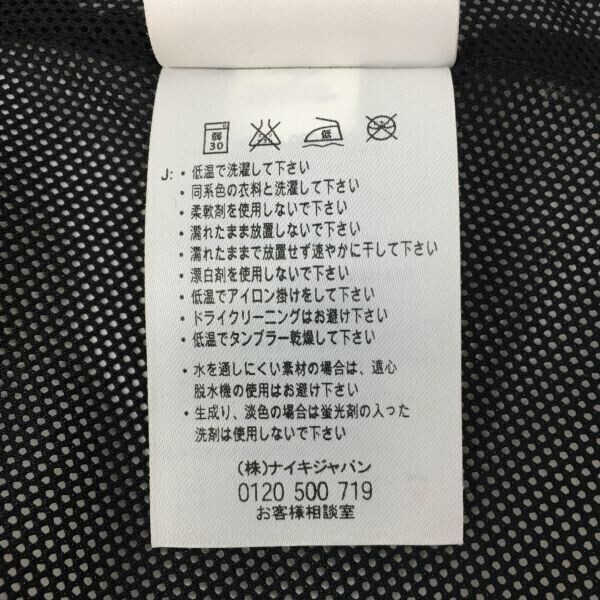 弱
30
低
J: ・低温で洗濯して下さい
・同系色の衣料と洗濯して下さい
・柔軟剤を使用しないで下さい
・濡れたまま放置しないで下さい
・濡れたままで放置せず速やかに干して下さい
・漂白剤を使用しないで下さい
・低温でアイロン掛けをして下さい
・ドライクリーニングはお避け下さい
・低温でタンブラー乾燥して下さい
・水を通しにくい素材の場合は、遠心
脱水機の使用はお避け下さい
・生成り、淡色の場合は蛍光剤の入った
洗剤は使用しないで下さい
(株)ナイキジャパン
0120 500 719
お客様相談室